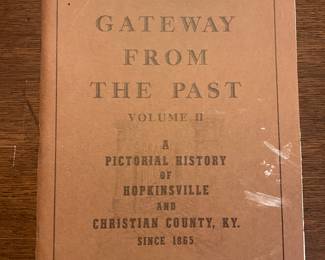 GATEWAY
FROM
THE PAST
VOLUME II
A
PICTORIAL HISTORY
OF
HOPKINSVILLE
AND
CHRISTIAN COUNTY, KY.
SINCE 1865